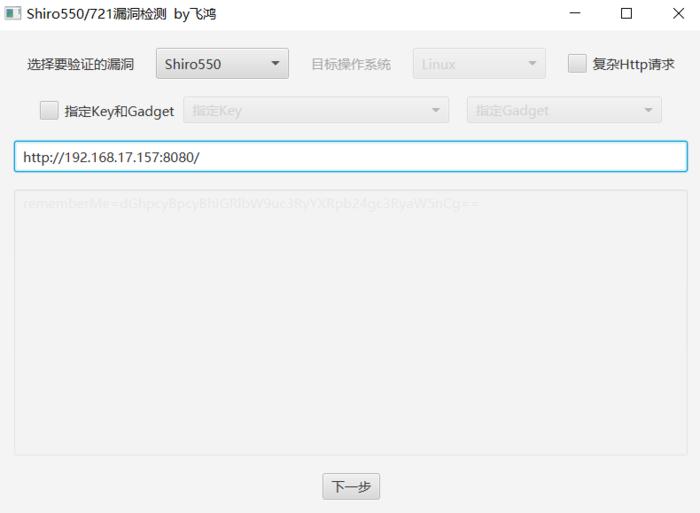 Shiro550/721漏洞检测 by飞鸿
选择要验证的漏洞 Shiro550 目标操作系统 Linux 复杂Http请求
指定Key和Gadget 指定Key 指定Gadget
http://192.168.17.157:8080/
rememberMe=dGhpcyBpcyBhIGRlbW9uc3RyYXRpb24gc3RyaW5nCg==
下一步